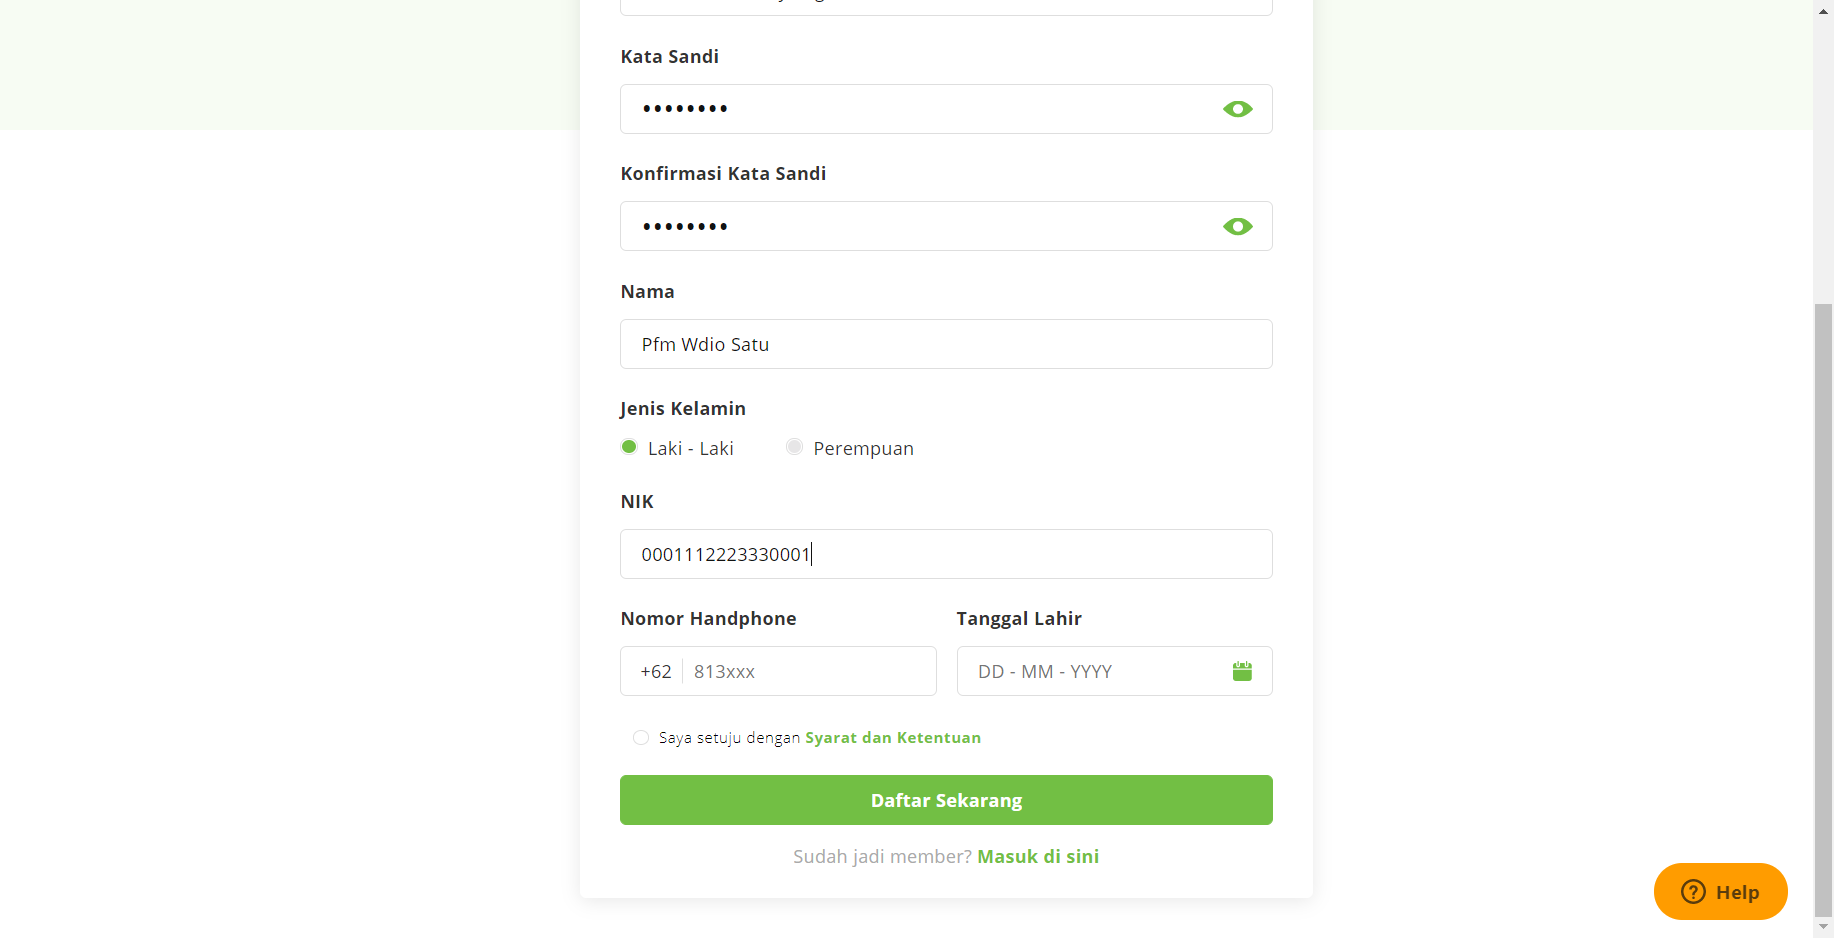 Kata Sandi
••••••••
Konfirmasi Kata Sandi
••••••••
Nama
Pfm Wdio Satu
Jenis Kelamin
Laki - Laki Perempuan
NIK
0001112223330001
Nomor Handphone Tanggal Lahir
+62 813xxx DD - MM - YYYY
Saya setuju dengan Syarat dan Ketentuan
Daftar Sekarang
Sudah jadi member? Masuk di sini
Help